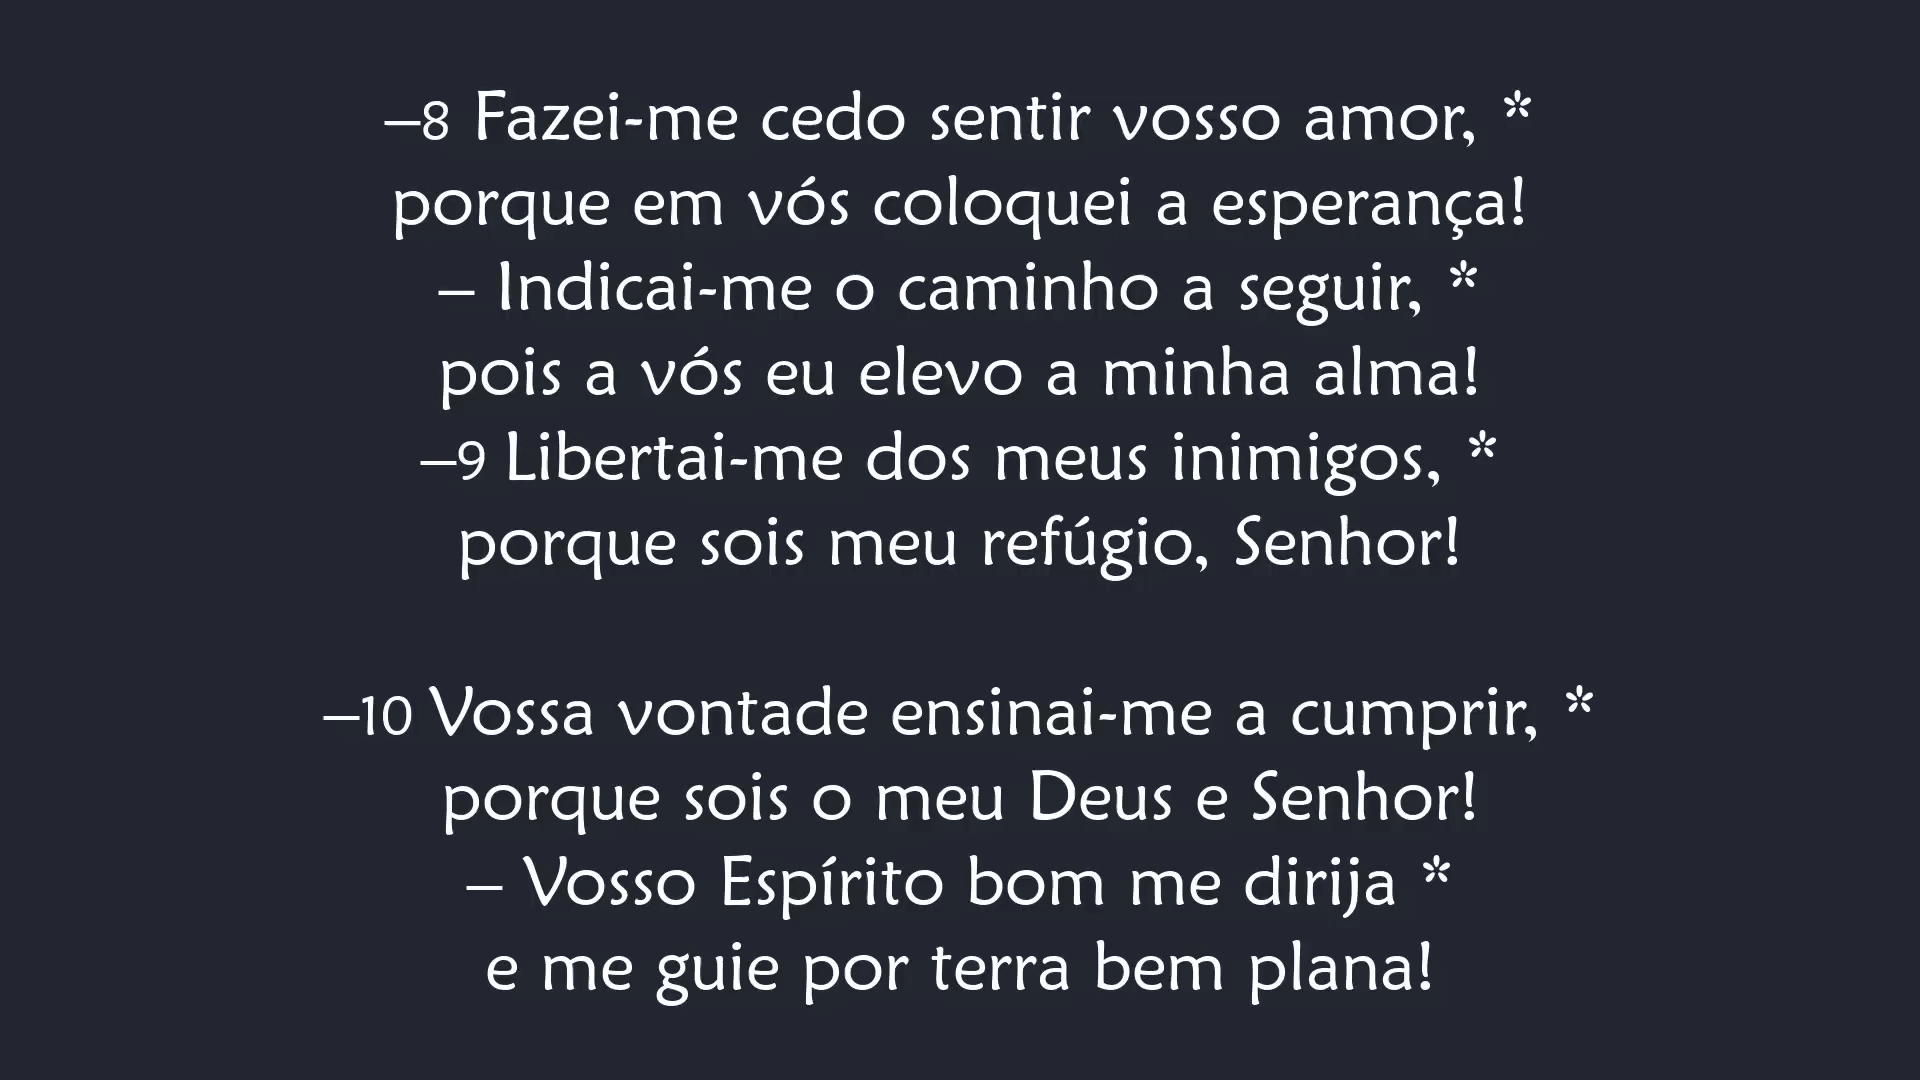 –8 Fazei-me cedo sentir vosso amor, *
porque em vós coloquei a esperança!
– Indicai-me o caminho a seguir, *
pois a vós eu elevo a minha alma!
–9 Libertai-me dos meus inimigos, *
porque sois meu refúgio, Senhor!
–10 Vossa vontade ensinai-me a cumprir, *
porque sois o meu Deus e Senhor!
– Vosso Espírito bom me dirija *
e me guie por terra bem plana!